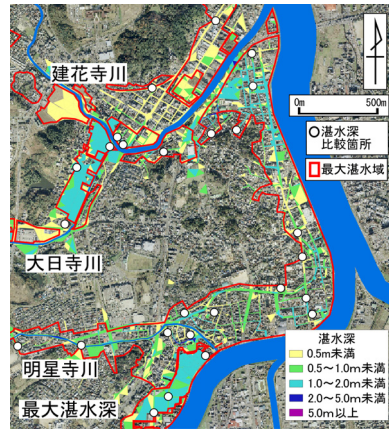 建花寺川
0m 500m
湛水深
比較箇所
最大湛水域
大日寺川
明星寺川
最大湛水深
湛水深
0.5m未満
0.5～1.0m未満
1.0～2.0m未満
2.0～5.0m未満
5.0m以上